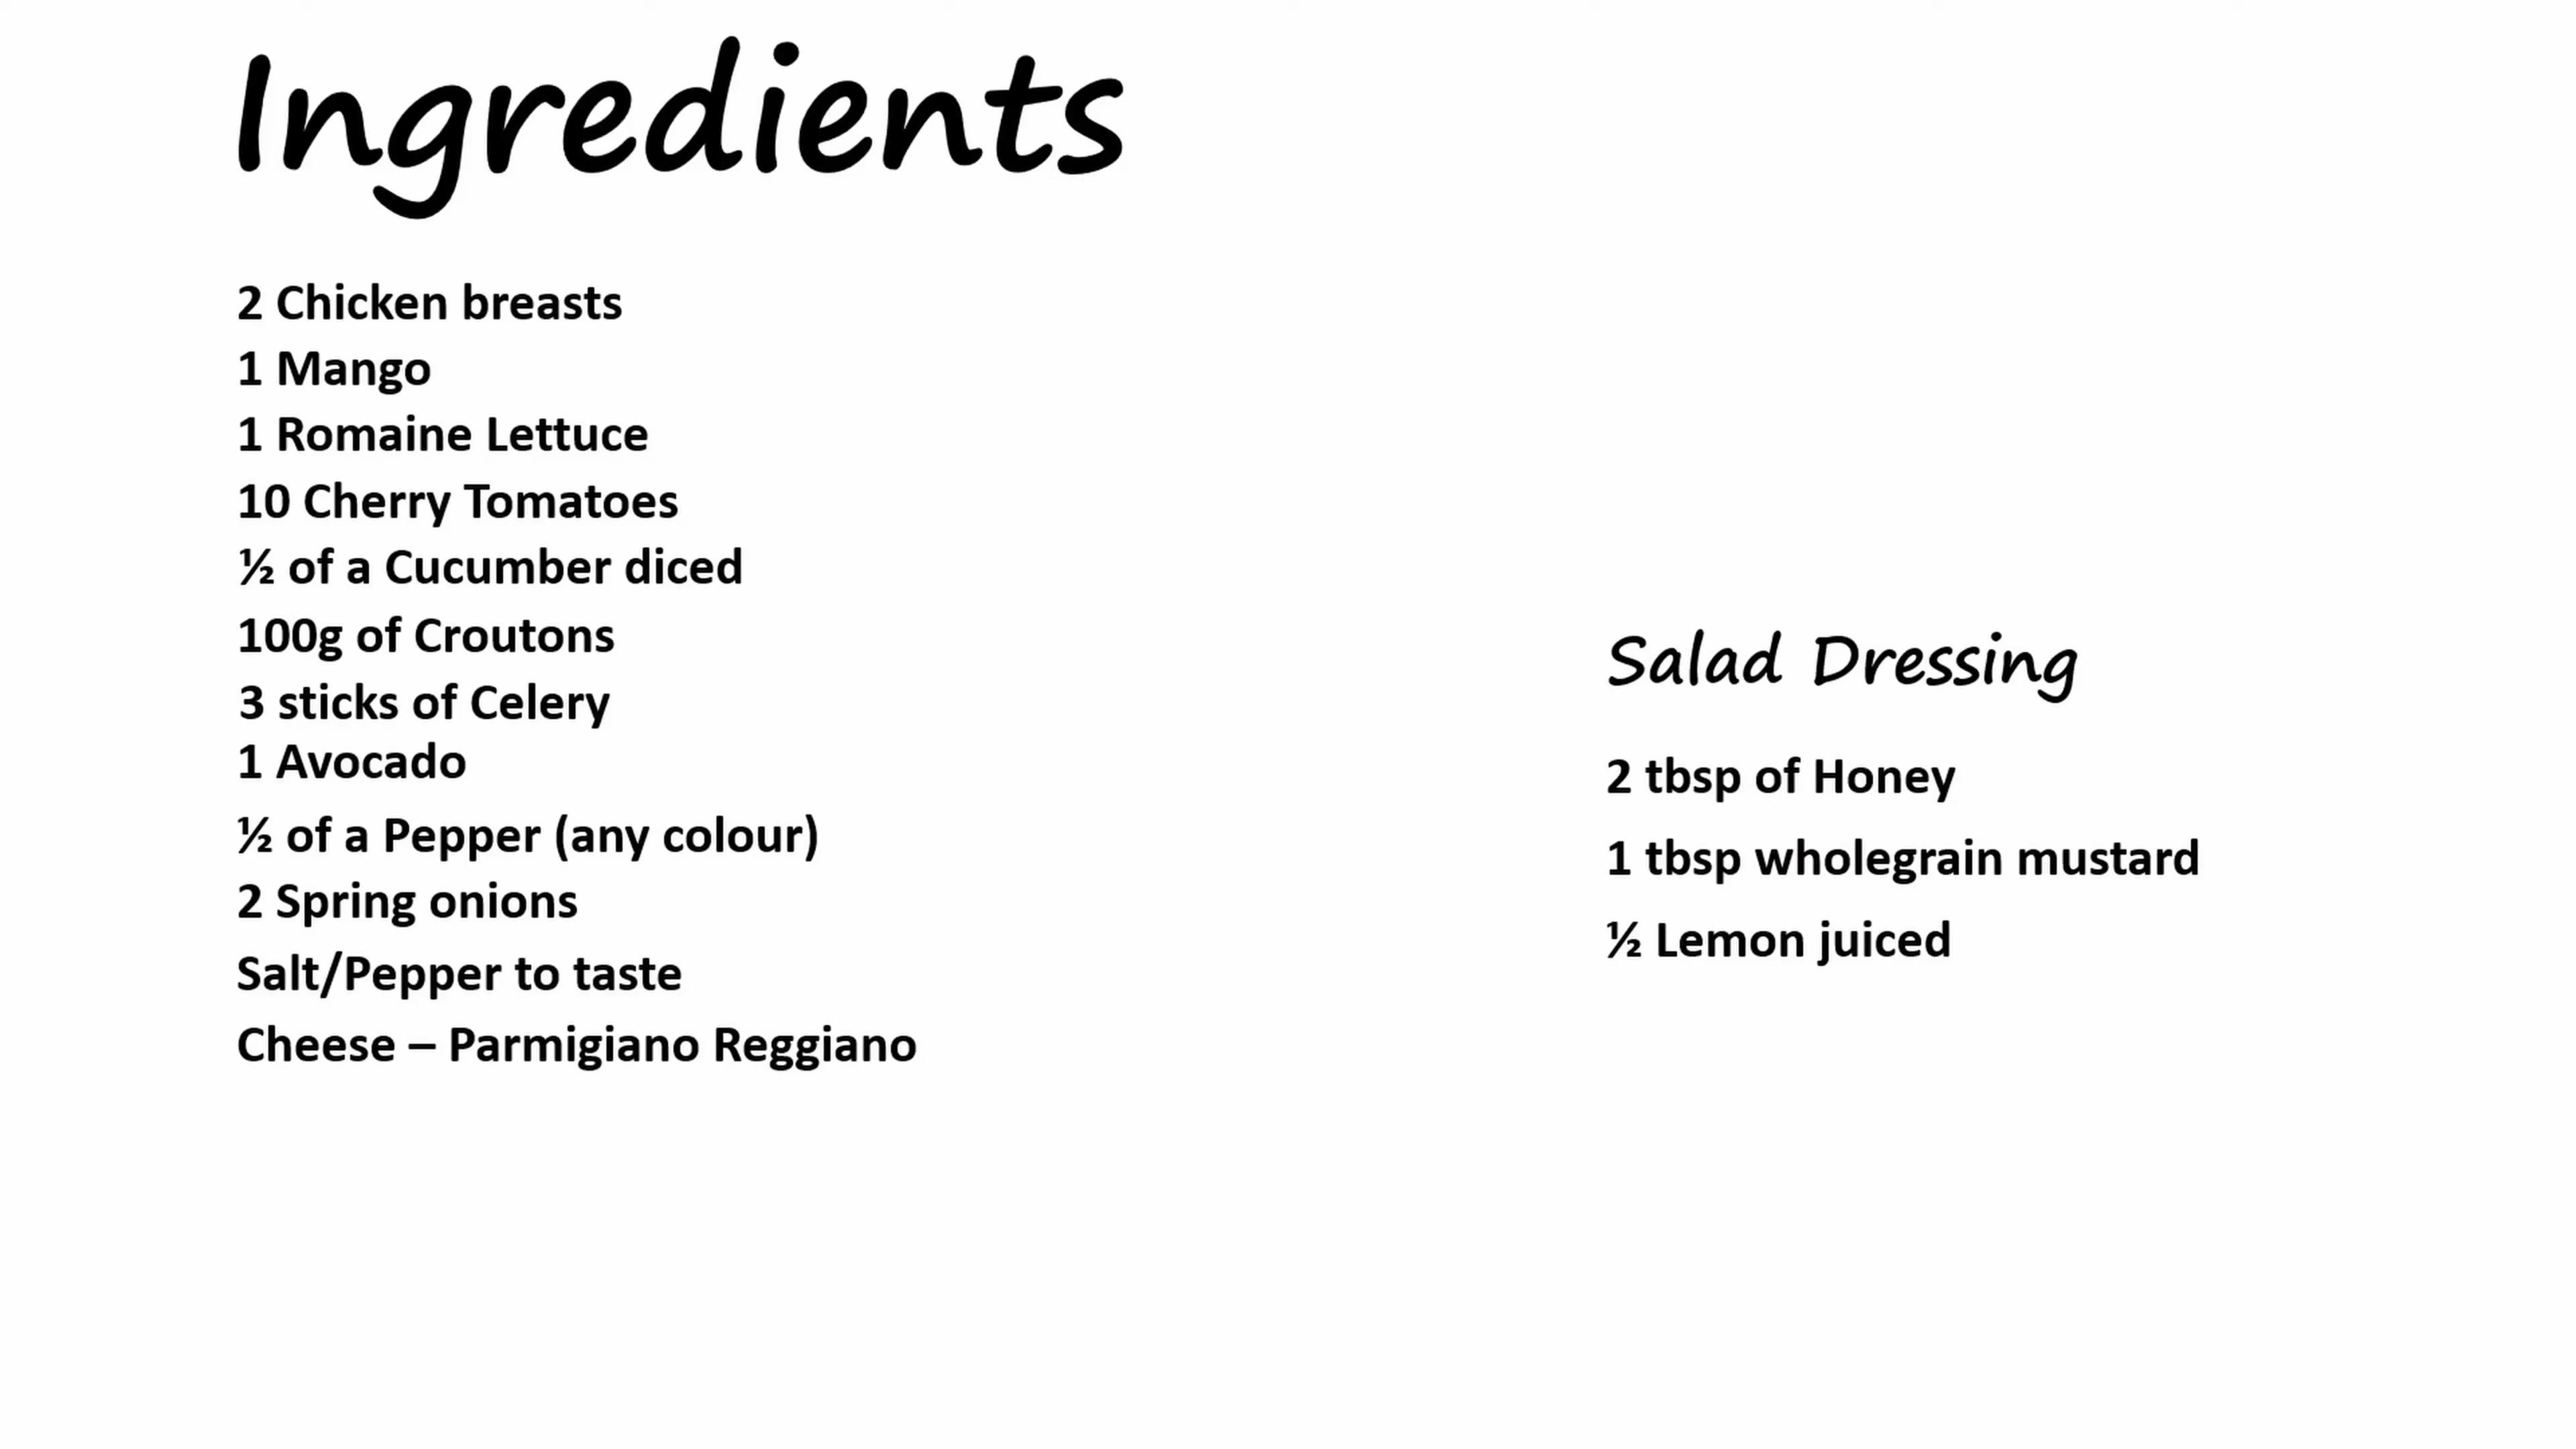 Ingredients
2 Chicken breasts
1 Mango
1 Romaine Lettuce
10 Cherry Tomatoes
½ of a Cucumber diced
100g of Croutons
3 sticks of Celery
1 Avocado
½ of a Pepper (any colour)
2 Spring onions
Salt/Pepper to taste
Cheese – Parmigiano Reggiano
Salad Dressing
2 tbsp of Honey
1 tbsp wholegrain mustard
½ Lemon juiced